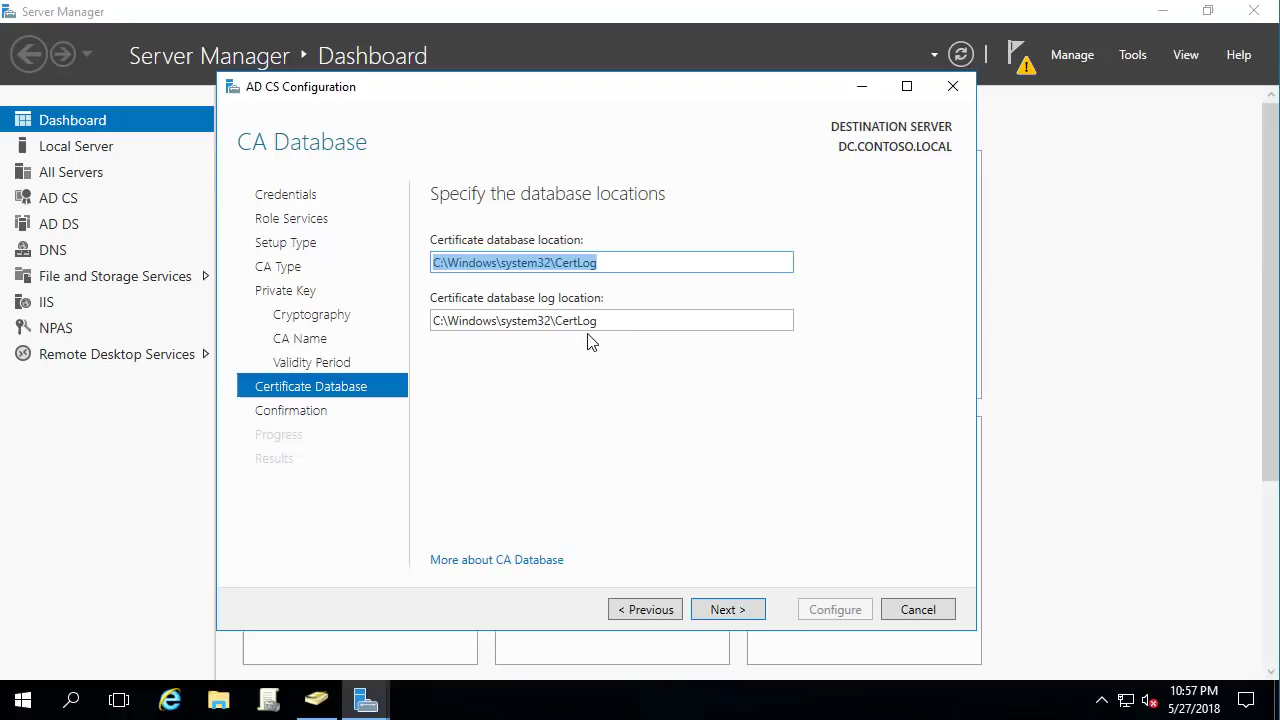 Server Manager
Server Manager • Dashboard
Manage
Tools
View
Help
Dashboard
Local Server
All Servers
AD CS
AD DS
DNS
File and Storage Services
IIS
NPAS
Remote Desktop Services
AD CS Configuration
CA Database
DESTINATION SERVER
DC.CONTOSO.LOCAL
Credentials
Role Services
Setup Type
CA Type
Private Key
Cryptography
CA Name
Validity Period
Certificate Database
Confirmation
Progress
Results
Specify the database locations
Certificate database location:
C:\Windows\system32\CertLog
Certificate database log location:
C:\Windows\system32\CertLog
More about CA Database
< Previous
Next >
Configure
Cancel
10:57 PM
5/27/2018